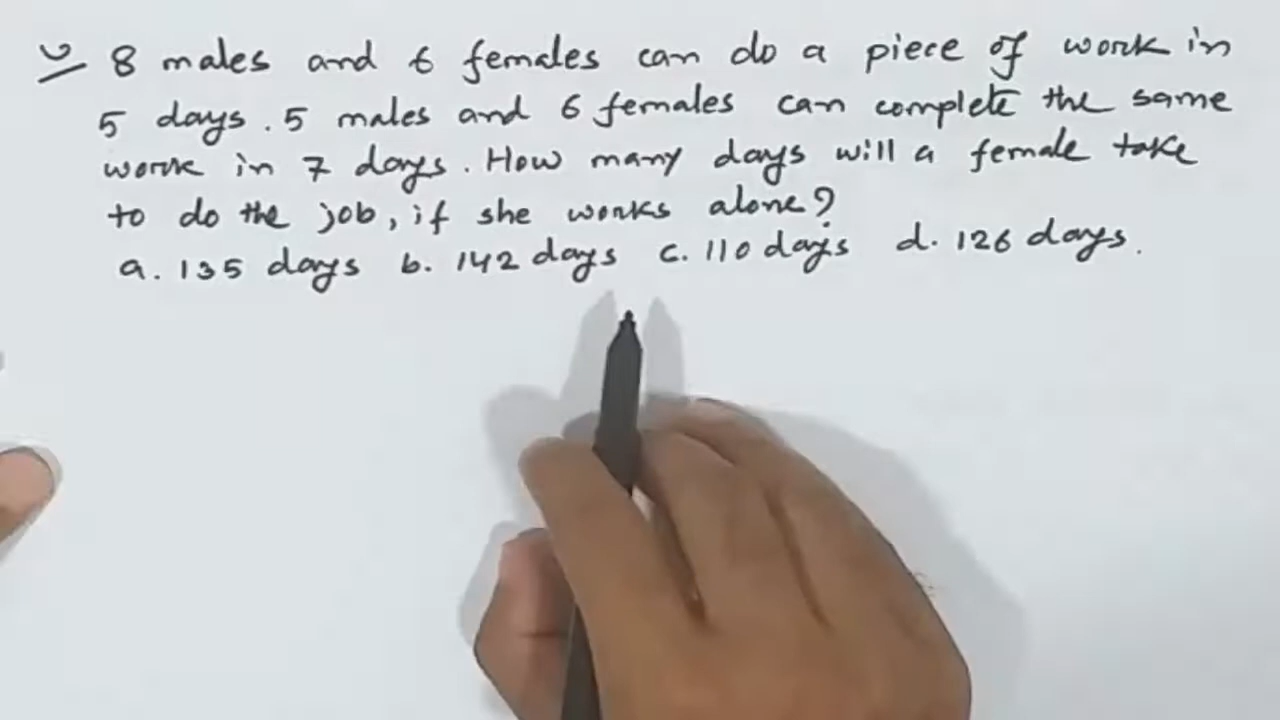 8 males and 6 females can do a piece of work in
5 days. 5 males and 6 females can complete the same
work in 7 days. How many days will a female take
to do the job, if she works alone?
a. 135 days b. 142 days c. 110 days d. 126 days.